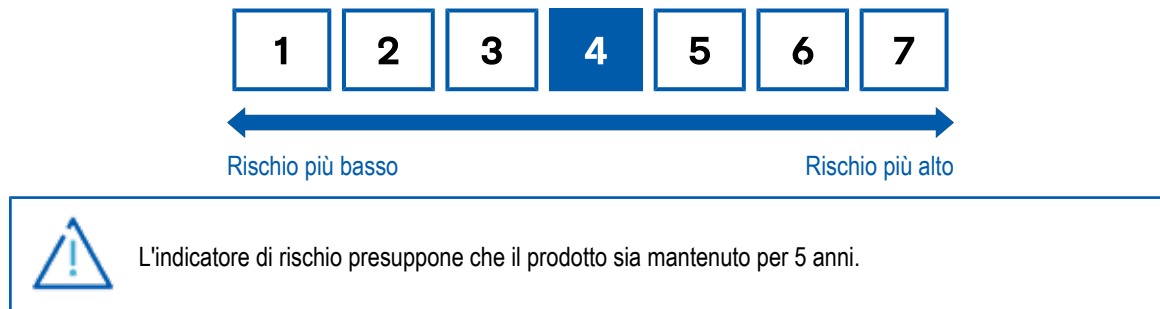 1 2 3 4 5 6 7
Rischio più basso Rischio più alto
L'indicatore di rischio presuppone che il prodotto sia mantenuto per 5 anni.